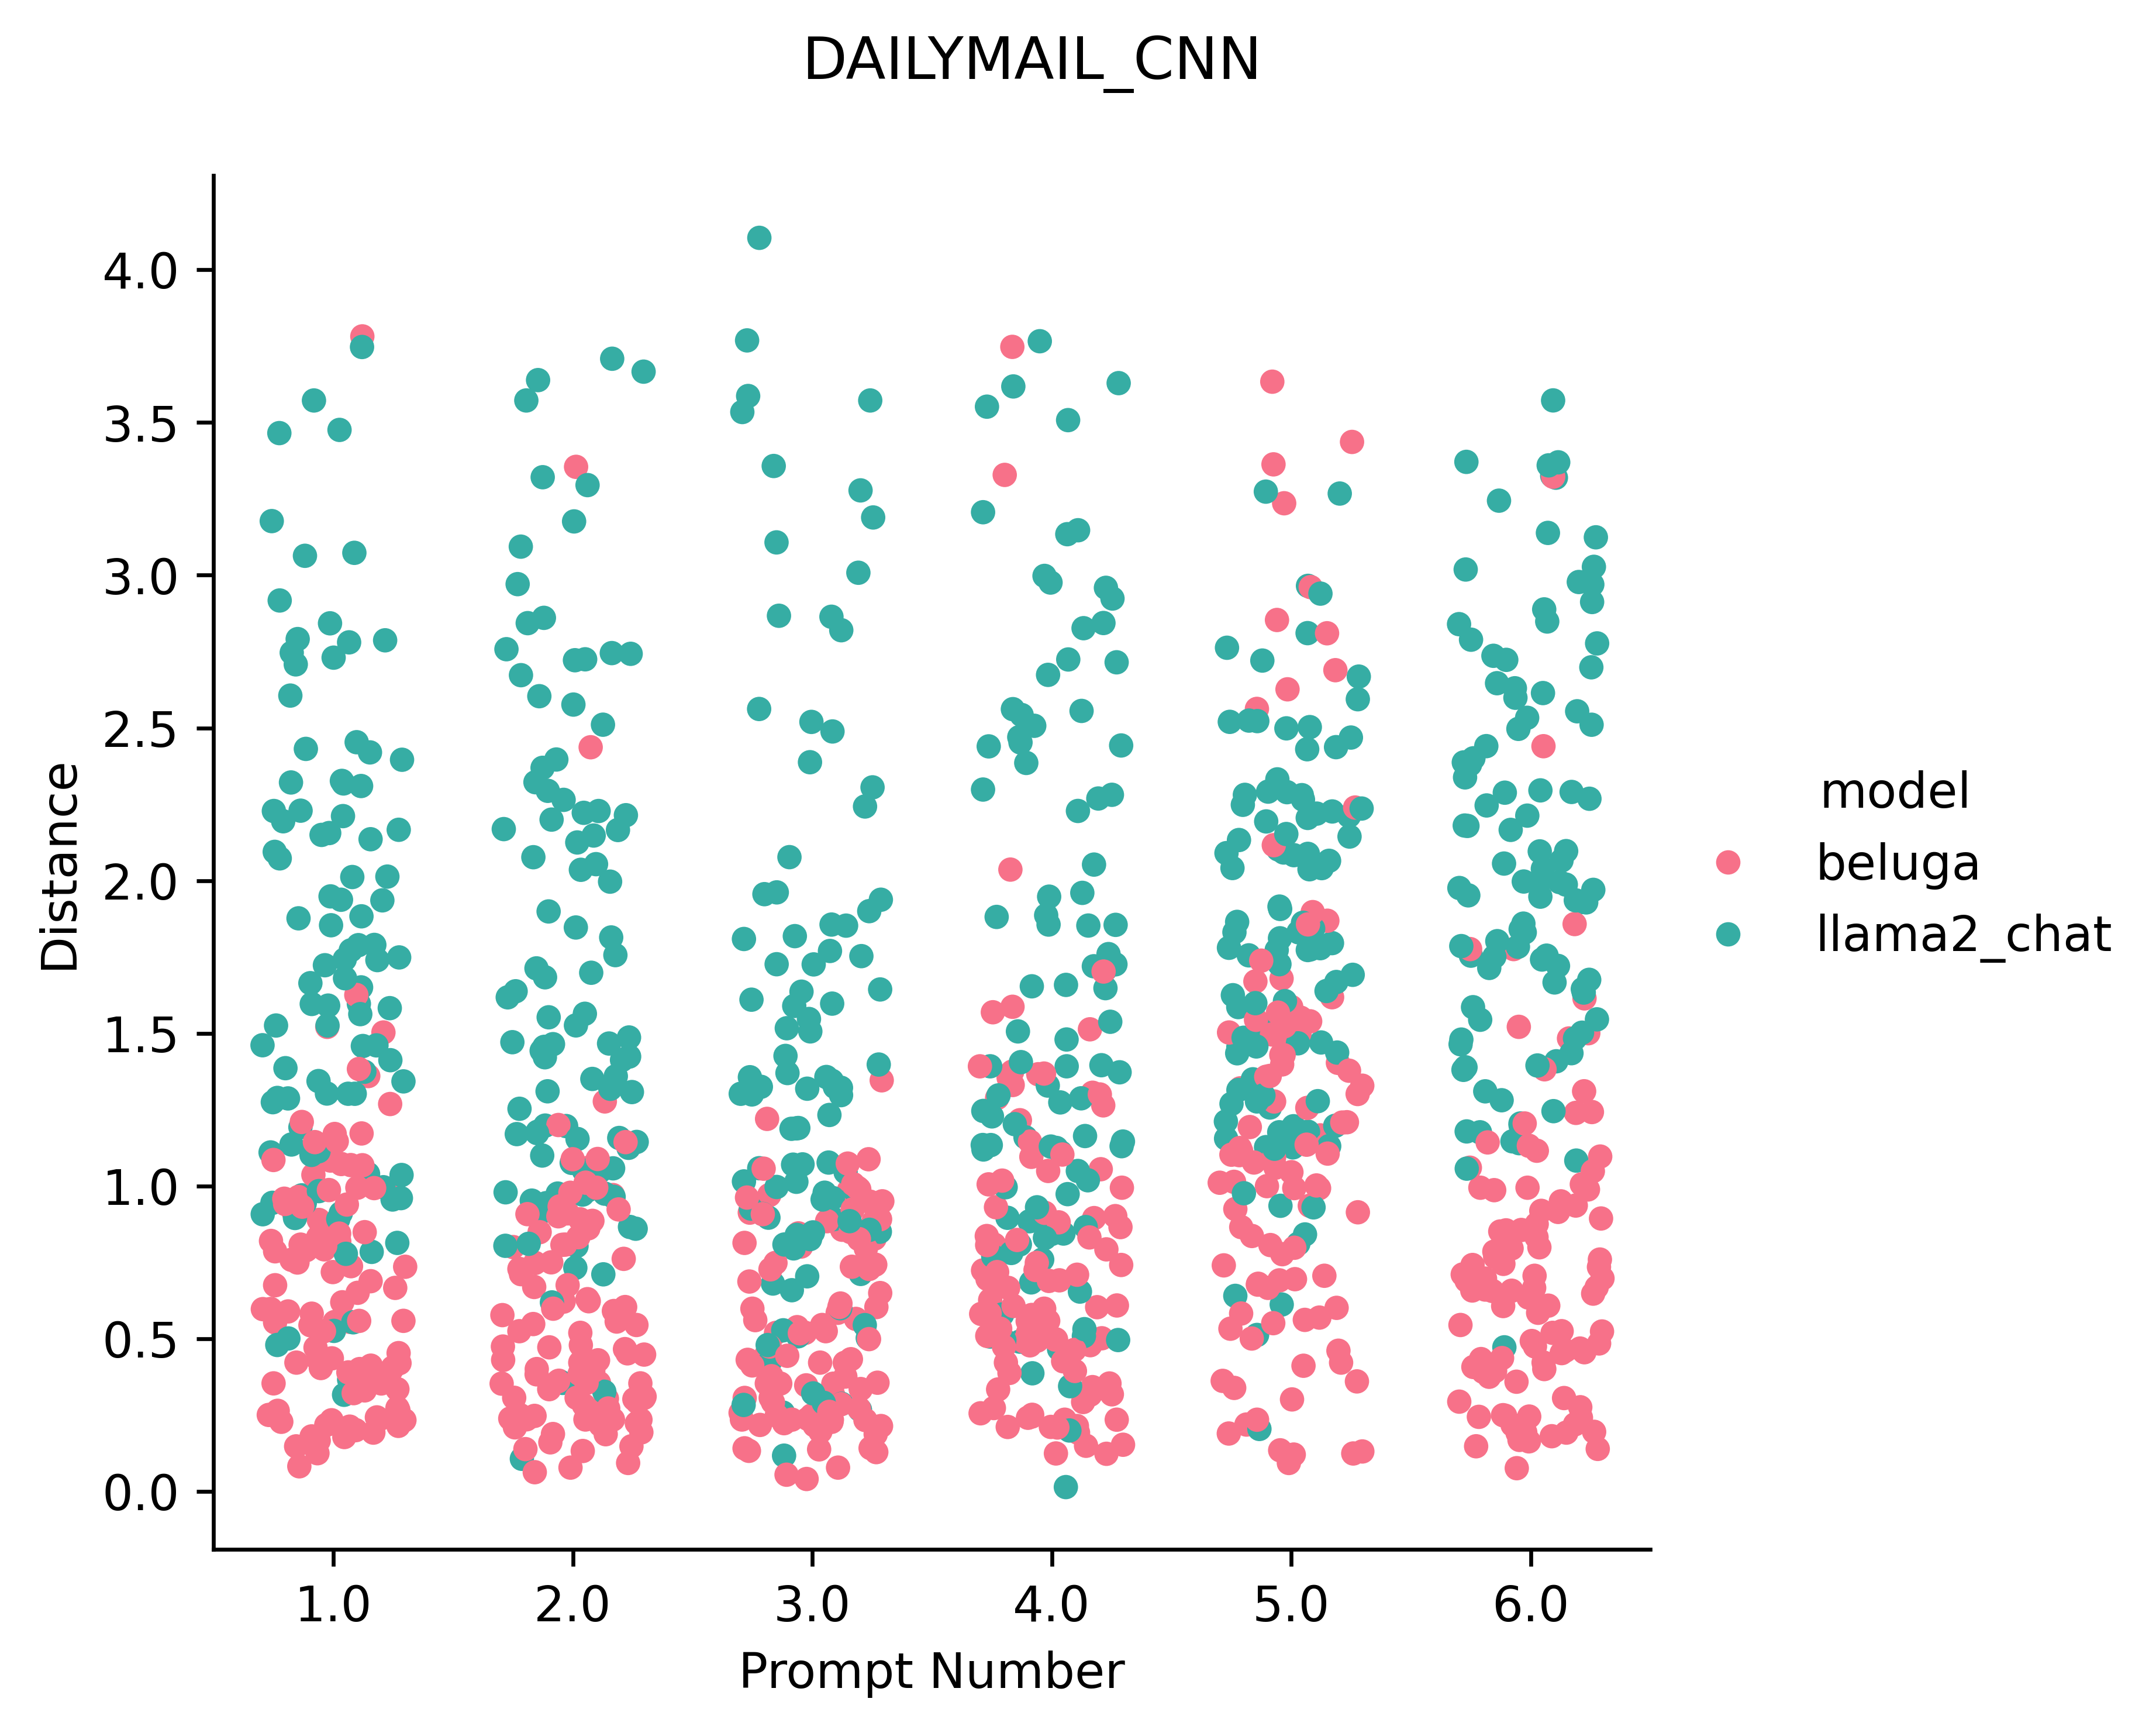 DAILYMAIL_CNN
4.0
3.5
3.0
2.5
2.0
1.5
1.0
0.5
0.0
Distance
1.0 2.0 3.0 4.0 5.0 6.0
Prompt Number
model
beluga
llama2_chat